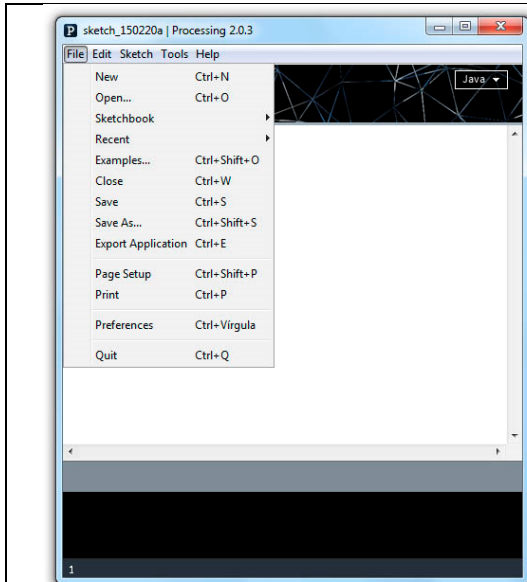 sketch_150220a | Processing 2.0.3
File Edit Sketch Tools Help
Java
New Ctrl+N
Open... Ctrl+O
Sketchbook
Recent
Examples... Ctrl+Shift+O
Close Ctrl+W
Save Ctrl+S
Save As... Ctrl+Shift+S
Export Application Ctrl+E
Page Setup Ctrl+Shift+P
Print Ctrl+P
Preferences Ctrl+Vírgula
Quit Ctrl+Q
1